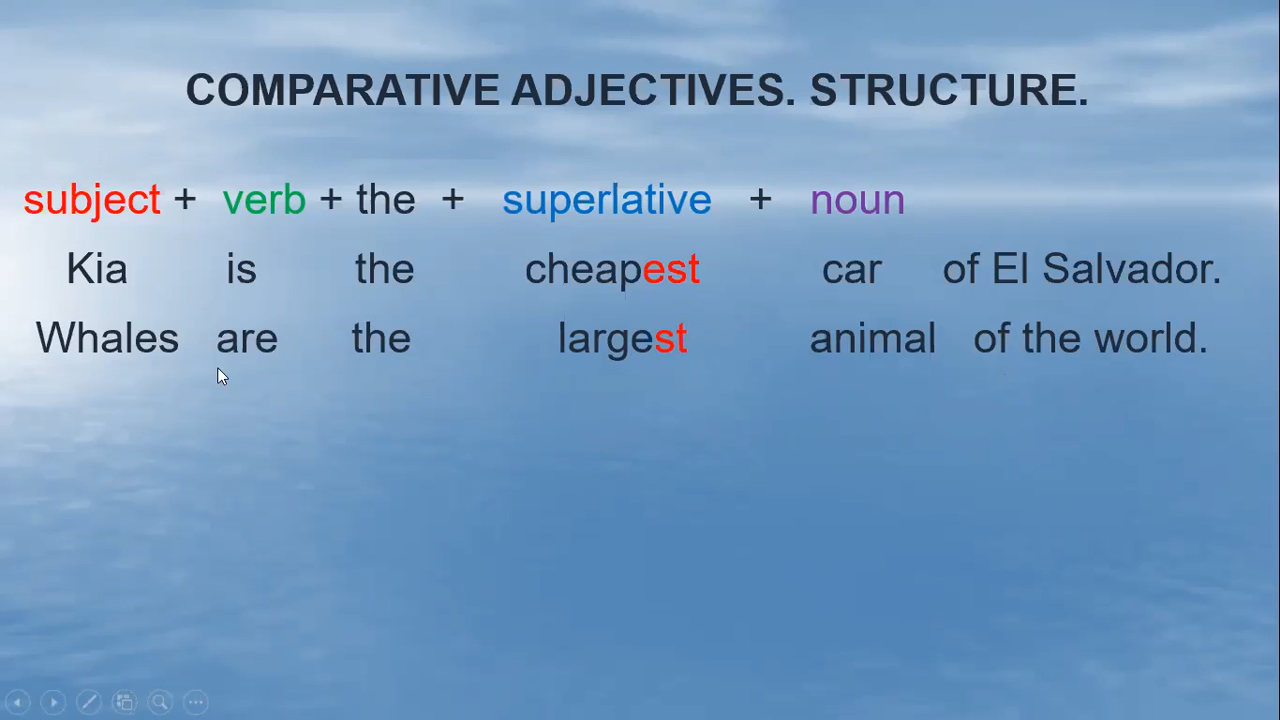 COMPARATIVE ADJECTIVES. STRUCTURE.
subject + verb + the + superlative + noun
Kia is the cheapest car of El Salvador.
Whales are the largest animal of the world.